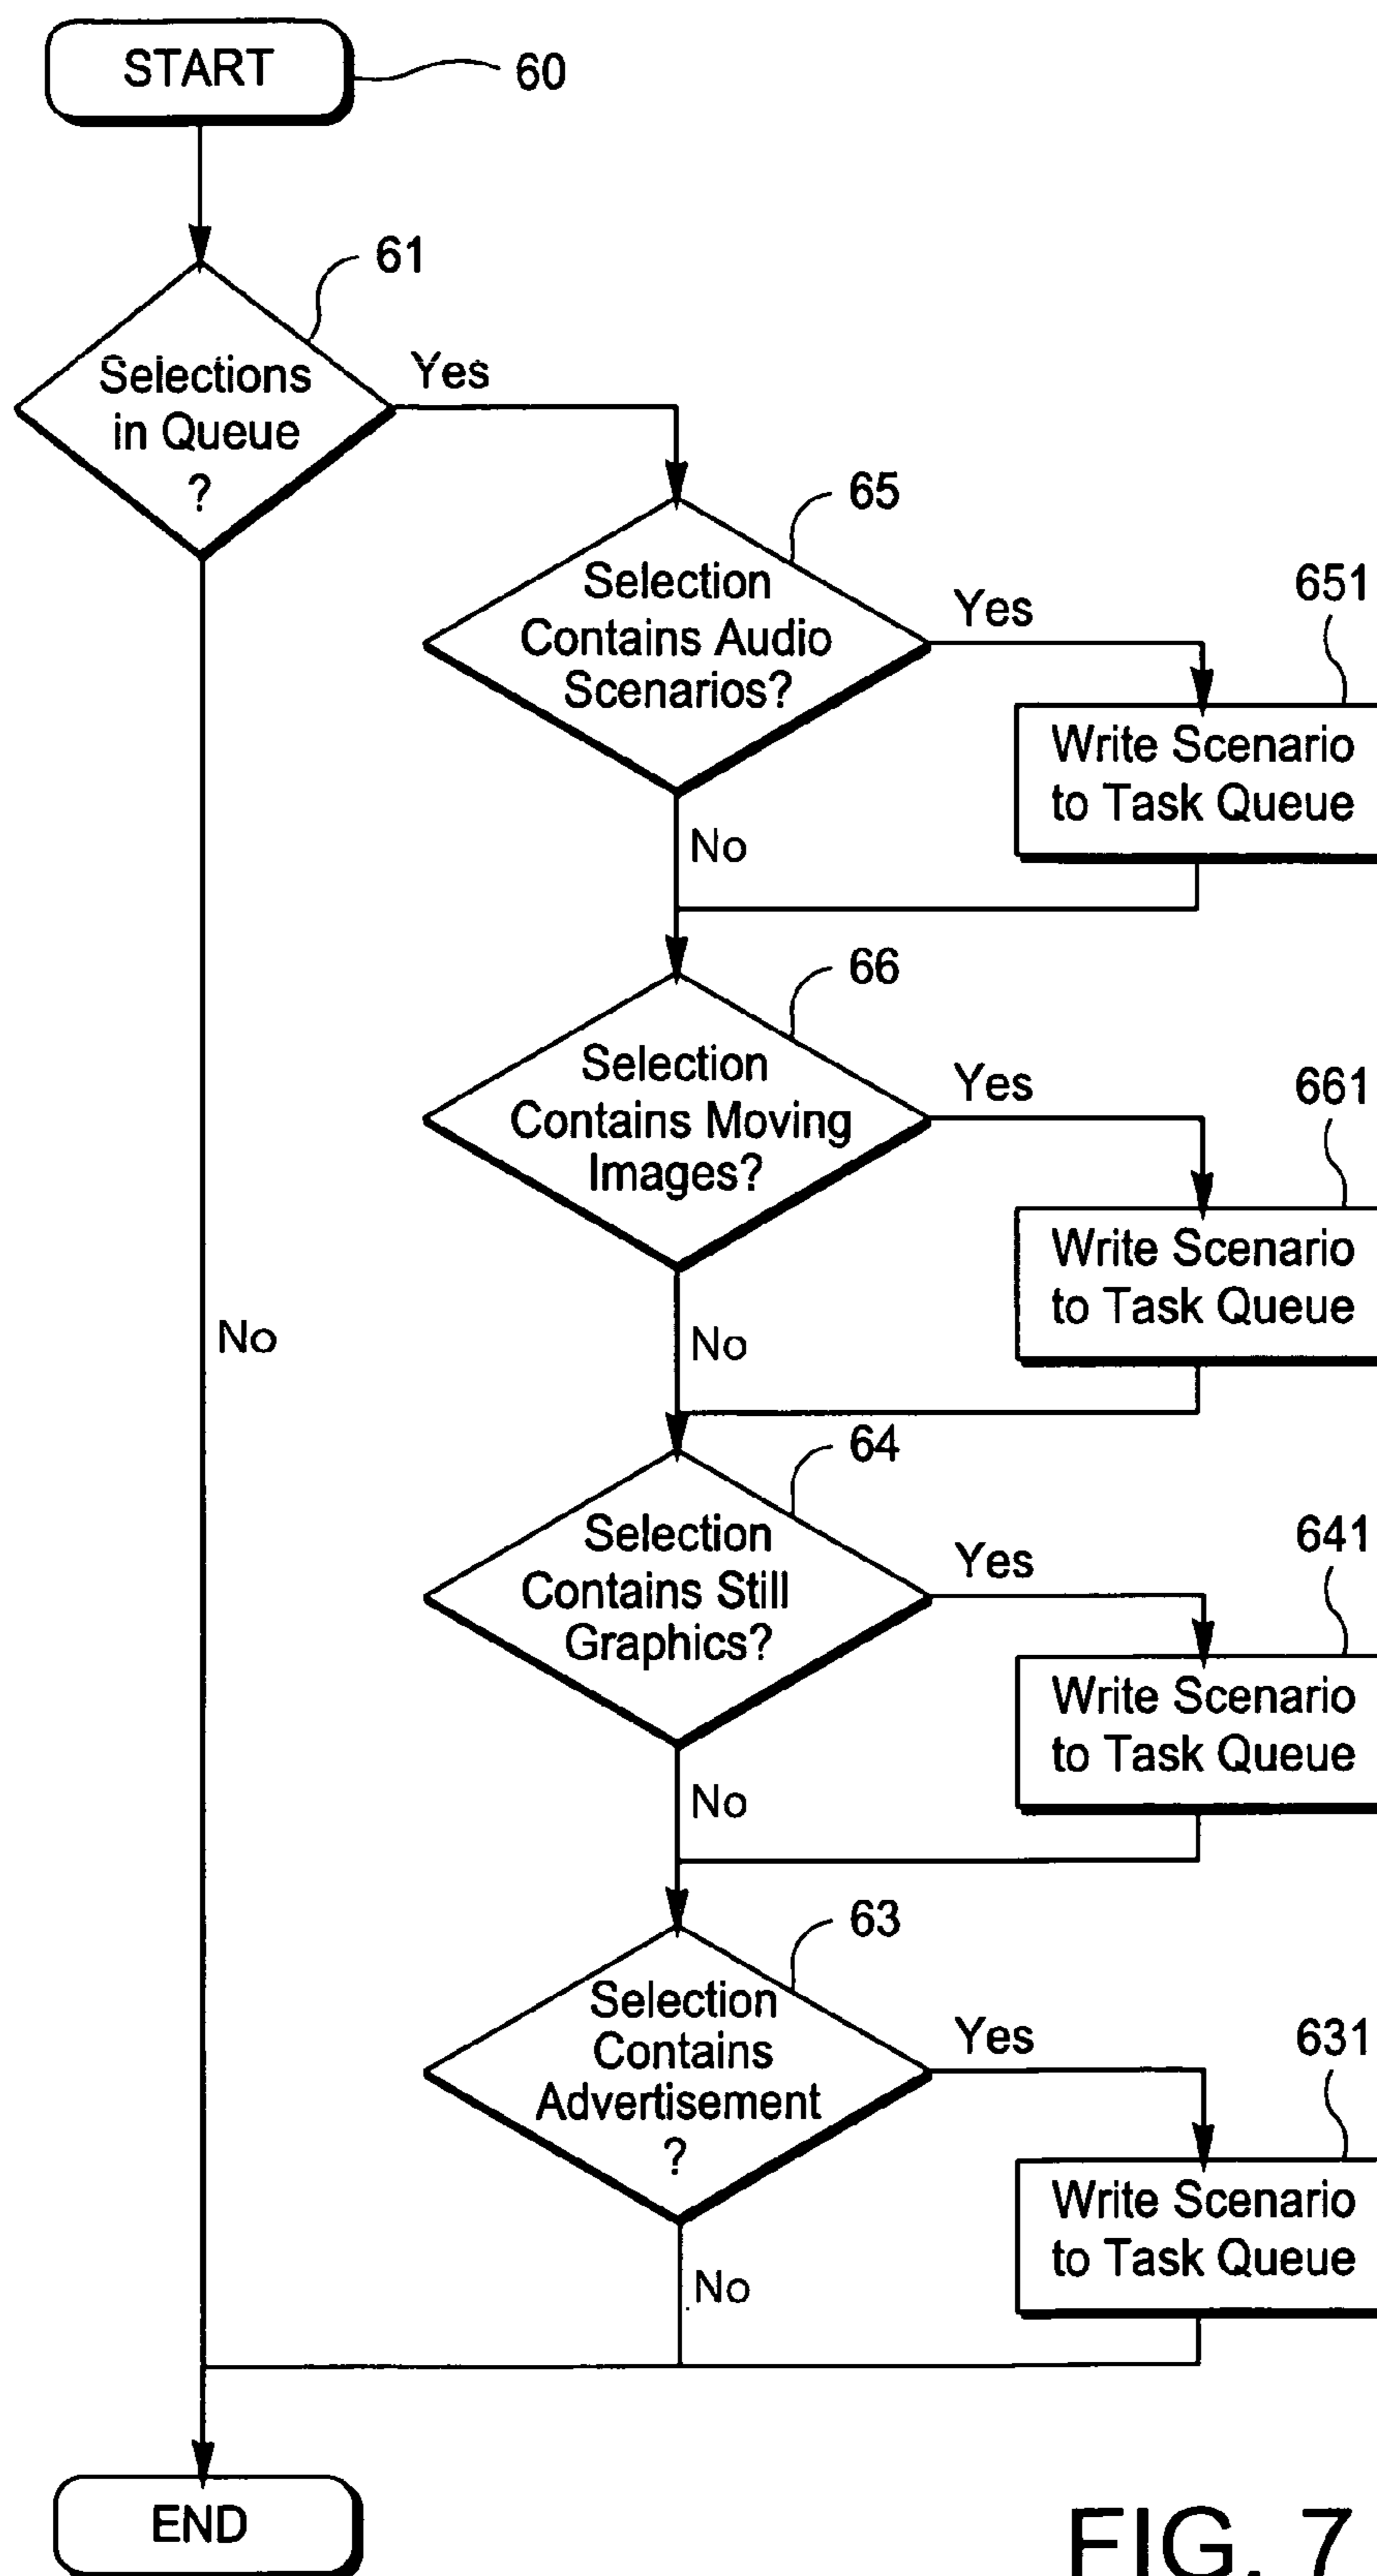 START
60
61
Selections
in Queue
?
Yes
65
Selection
Contains Audio
Scenarios?
Yes
651
Write Scenario
to Task Queue
No
66
Selection
Contains Moving
Images?
Yes
661
Write Scenario
to Task Queue
No
No
64
Selection
Contains Still
Graphics?
Yes
641
Write Scenario
to Task Queue
No
63
Selection
Contains
Advertisement
?
Yes
631
Write Scenario
to Task Queue
No
END
FIG. 7